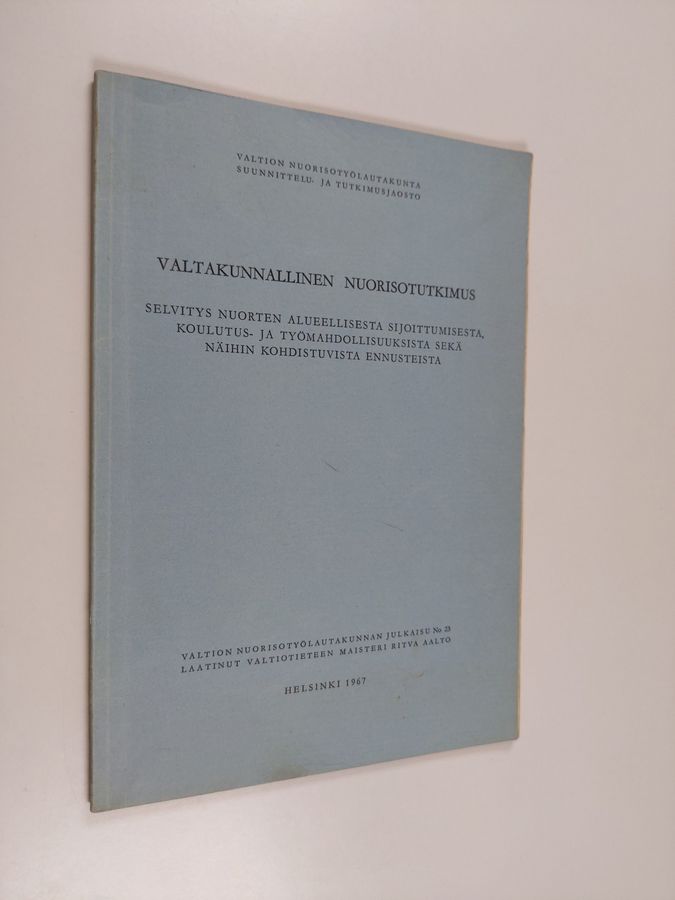 VALTION NUORISOTYÖLAUTAKUNTA
SUUNNITTELU- JA TUTKIMUSJAOSTO
VALTAKUNNALLINEN NUORISOTUTKIMUS
SELVITYS NUORTEN ALUEELLISESTA SIJOITTUMISESTA,
KOULUTUS- JA TYÖMAHDOLLISUUKSISTA SEKÄ
NÄIHIN KOHDISTUVISTA ENNUSTEISTA
VALTION NUORISOTYÖLAUTAKUNNAN JULKAISU No 23
LAATINUT VALTIOTIETEEN MAISTERI RITVA AALTO
HELSINKI 1967